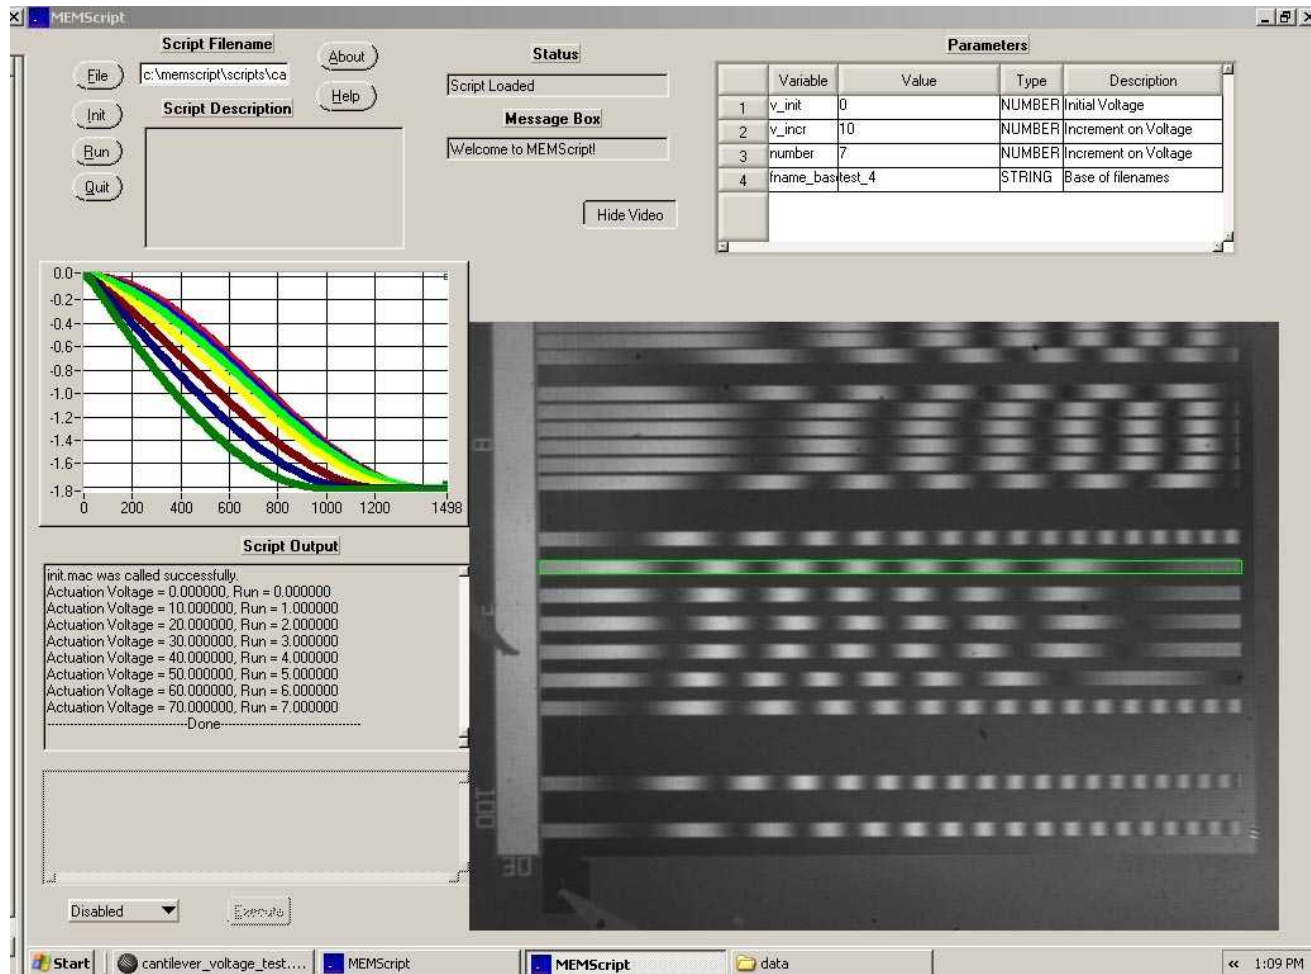 MEMScript
Script Filename
File
c:\memscript\scripts\ca
About
Help
Init
Script Description
Run
Quit
Status
Script Loaded
Message Box
Welcome to MEMScript!
Hide Video
Parameters
Variable Value Type Description
1 v_init 0 NUMBER Initial Voltage
2 v_incr 10 NUMBER Increment on Voltage
3 number 7 NUMBER Increment on Voltage
4 fname_bas test_4 STRING Base of filenames
0.0
-0.2
-0.4
-0.6
-0.8
-1.0
-1.2
-1.4
-1.6
-1.8
0 200 400 600 800 1000 1200 1498
Script Output
init.mac was called successfully.
Actuation Voltage = 0.000000, Run = 0.000000
Actuation Voltage = 10.000000, Run = 1.000000
Actuation Voltage = 20.000000, Run = 2.000000
Actuation Voltage = 30.000000, Run = 3.000000
Actuation Voltage = 40.000000, Run = 4.000000
Actuation Voltage = 50.000000, Run = 5.000000
Actuation Voltage = 60.000000, Run = 6.000000
Actuation Voltage = 70.000000, Run = 7.000000
-----------------------------Done-----------------------------
100
Disabled
Execute
Start
cantilever_voltage_test....
MEMScript
MEMScript
data
« 1:09 PM